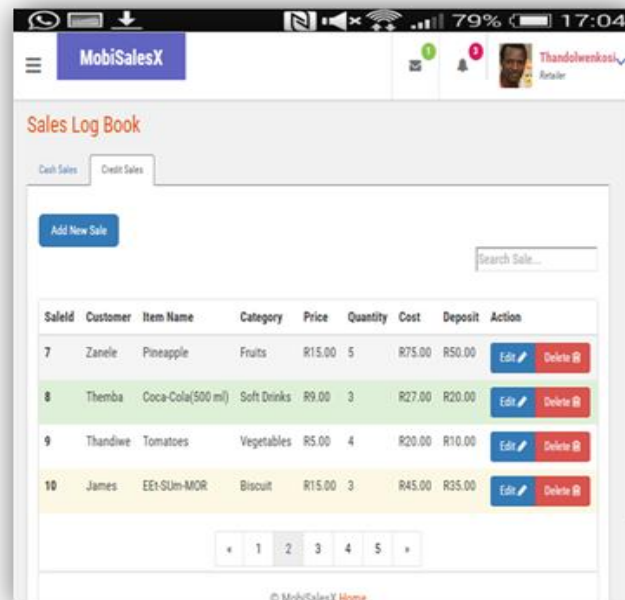 79% 17:04
MobiSalesX 1 3 Thandolwenkosi
Retailer
Sales Log Book
Cash Sales Credit Sales
Add New Sale
Search Sale...
SaleId Customer Item Name Category Price Quantity Cost Deposit Action
7 Zanele Pineapple Fruits R15.00 5 R75.00 R50.00 Edit Delete
8 Themba Coca-Cola(500 ml) Soft Drinks R9.00 3 R27.00 R20.00 Edit Delete
9 Thandiwe Tomatoes Vegetables R5.00 4 R20.00 R10.00 Edit Delete
10 James EEt-SUm-MOR Biscuit R15.00 3 R45.00 R35.00 Edit Delete
« 1 2 3 4 5 »
© MobiSalesX Home